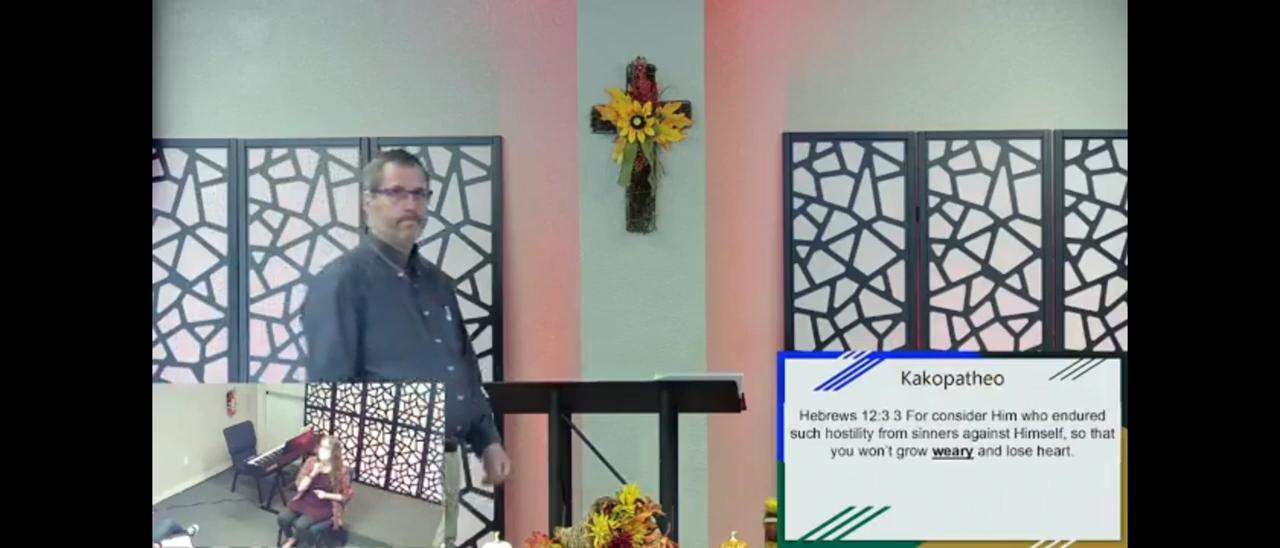 Kakopatheo
Hebrews 12:3 3 For consider Him who endured
such hostility from sinners against Himself, so that
you won't grow weary and lose heart.